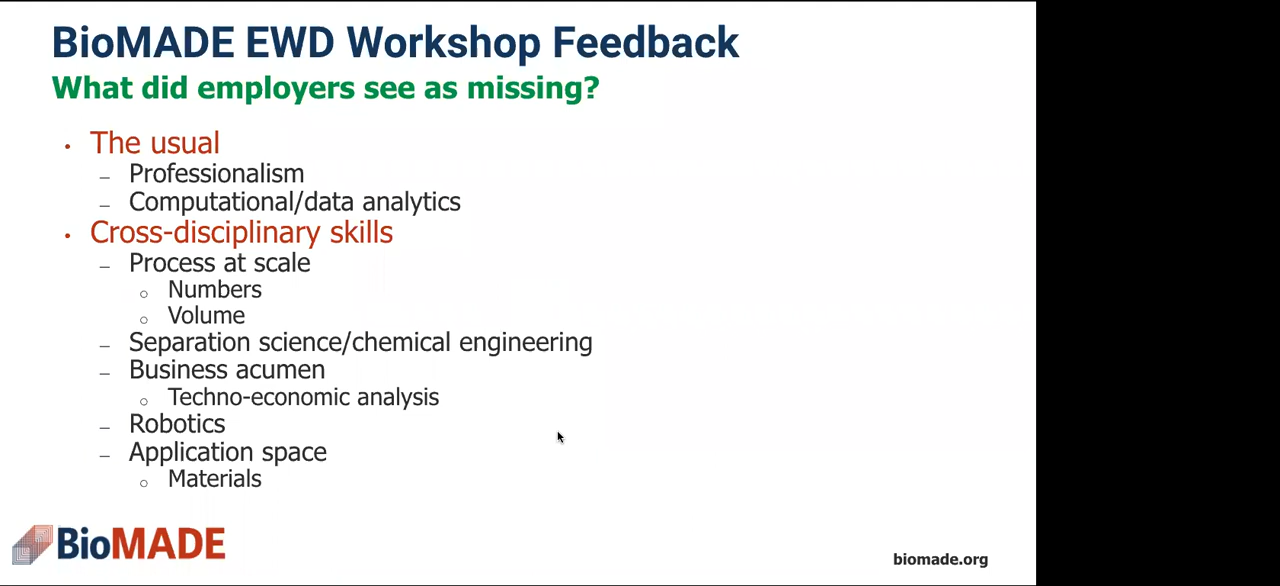 BioMADE EWD Workshop Feedback
What did employers see as missing?
• The usual
– Professionalism
– Computational/data analytics
• Cross-disciplinary skills
– Process at scale
○ Numbers
○ Volume
– Separation science/chemical engineering
– Business acumen
○ Techno-economic analysis
– Robotics
– Application space
○ Materials
BioMADE
biomade.org